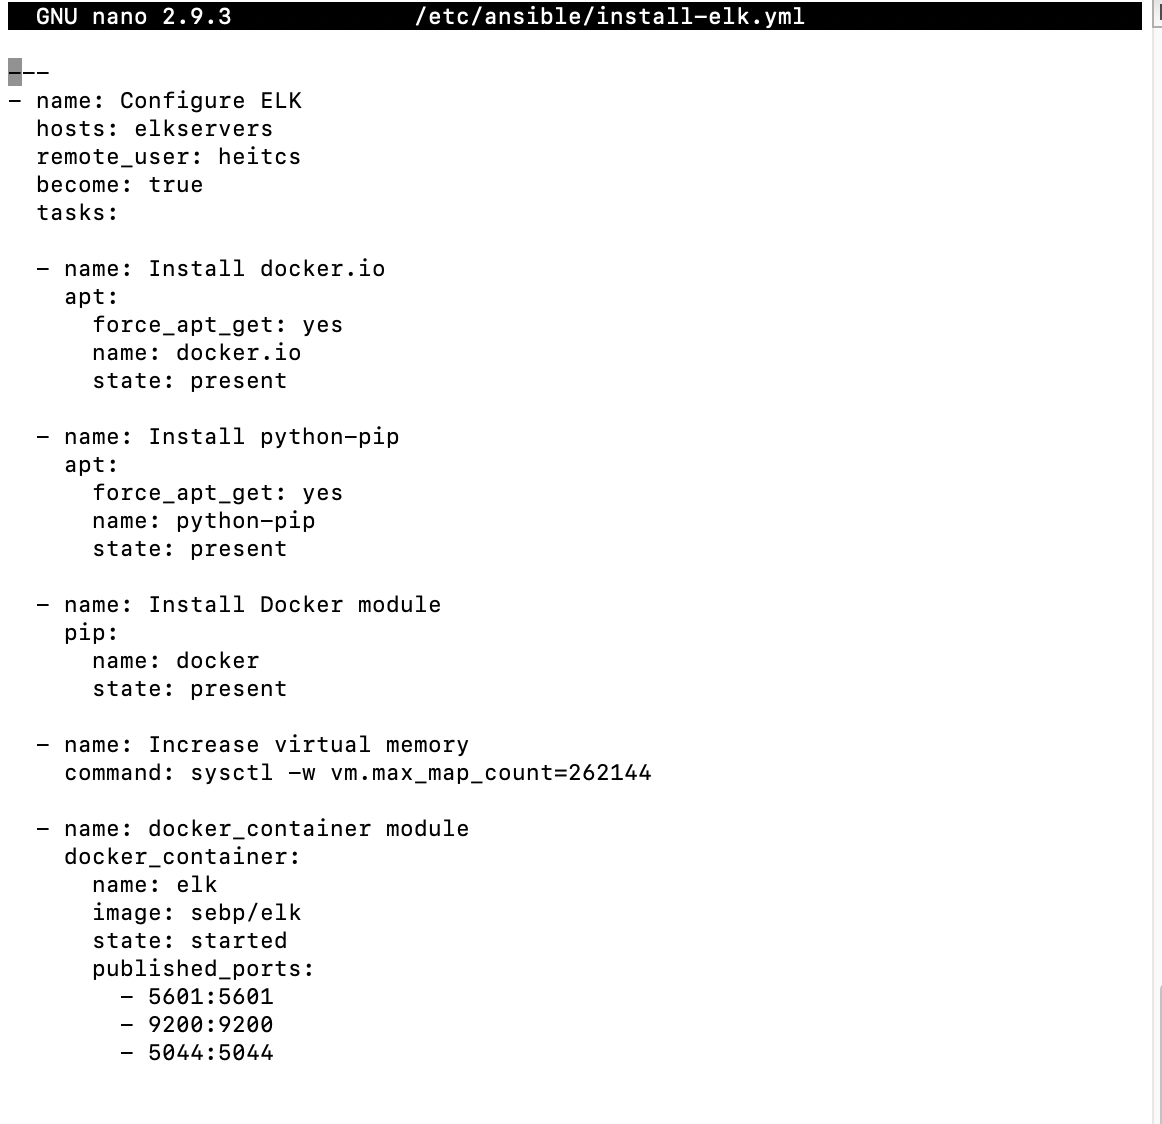 GNU nano 2.9.3 /etc/ansible/install-elk.yml
---
- name: Configure ELK
  hosts: elkservers
  remote_user: heitcs
  become: true
  tasks:

  - name: Install docker.io
    apt:
      force_apt_get: yes
      name: docker.io
      state: present

  - name: Install python-pip
    apt:
      force_apt_get: yes
      name: python-pip
      state: present

  - name: Install Docker module
    pip:
      name: docker
      state: present

  - name: Increase virtual memory
    command: sysctl -w vm.max_map_count=262144

  - name: docker_container module
    docker_container:
      name: elk
      image: sebp/elk
      state: started
      published_ports:
        - 5601:5601
        - 9200:9200
        - 5044:5044